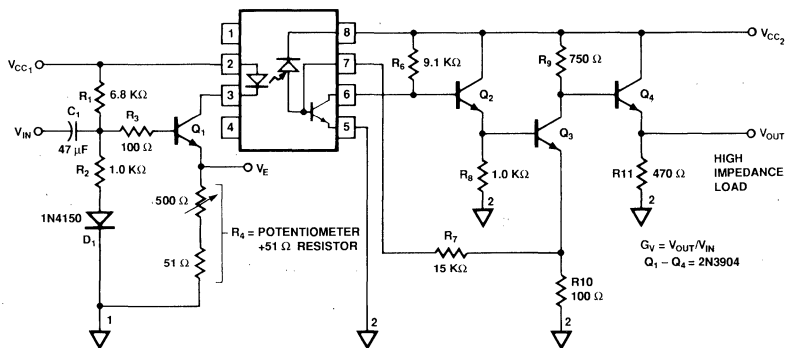 1
8
V_CC1
2
7
R6
9.1 KΩ
R9
750 Ω
V_CC2
R1
6.8 KΩ
3
6
Q2
Q4
C1
R3
Q1
4
5
Q3
V_IN
47 μF
100 Ω
V_E
V_OUT
R2
1.0 KΩ
R8
1.0 KΩ
R11
470 Ω
HIGH
IMPEDANCE
LOAD
1N4150
D1
500 Ω
51 Ω
R4 = POTENTIOMETER
+51 Ω RESISTOR
2
2
R7
15 KΩ
G_V = V_OUT/V_IN
Q1 – Q4 = 2N3904
R10
100 Ω
1
2
2